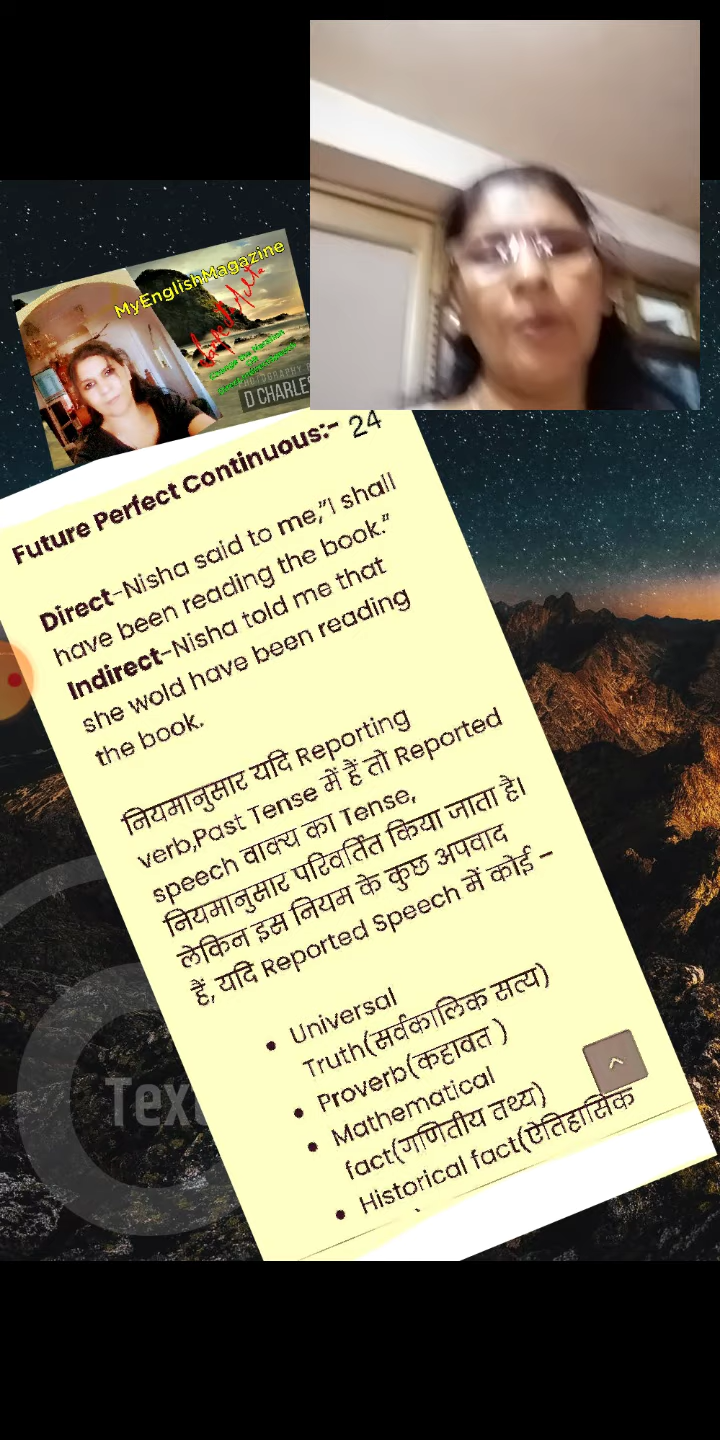 MyEnglishMagazine
D CHARLES
Future Perfect Continuous:- 24
Direct-Nisha said to me,"I shall
have been reading the book."
Indirect-Nisha told me that
she wold have been reading
the book.
नियमानुसार यदि Reporting
verb,Past Tense में हैं तो Reported
speech वाक्य का Tense,
नियमानुसार परिवर्तित किया जाता है।
लेकिन इस नियम के कुछ अपवाद
हैं, यदि Reported Speech में कोई –
Universal
Truth(सर्वकालिक सत्य)
Proverb(कहावत )
Mathematical
fact(गणितीय तथ्य)
Historical fact(ऐतिहासिक